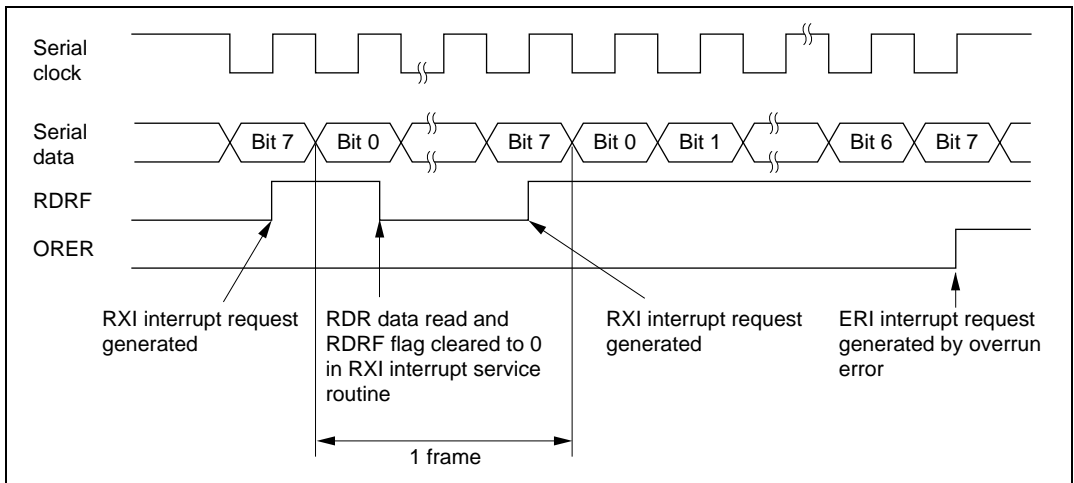 Serial
clock
Serial
data
Bit 7 Bit 0 Bit 7 Bit 0 Bit 1 Bit 6 Bit 7
RDRF
ORER
RXI interrupt request
generated
RDR data read and
RDRF flag cleared to 0
in RXI interrupt service
routine
RXI interrupt request
generated
ERI interrupt request
generated by overrun
error
1 frame